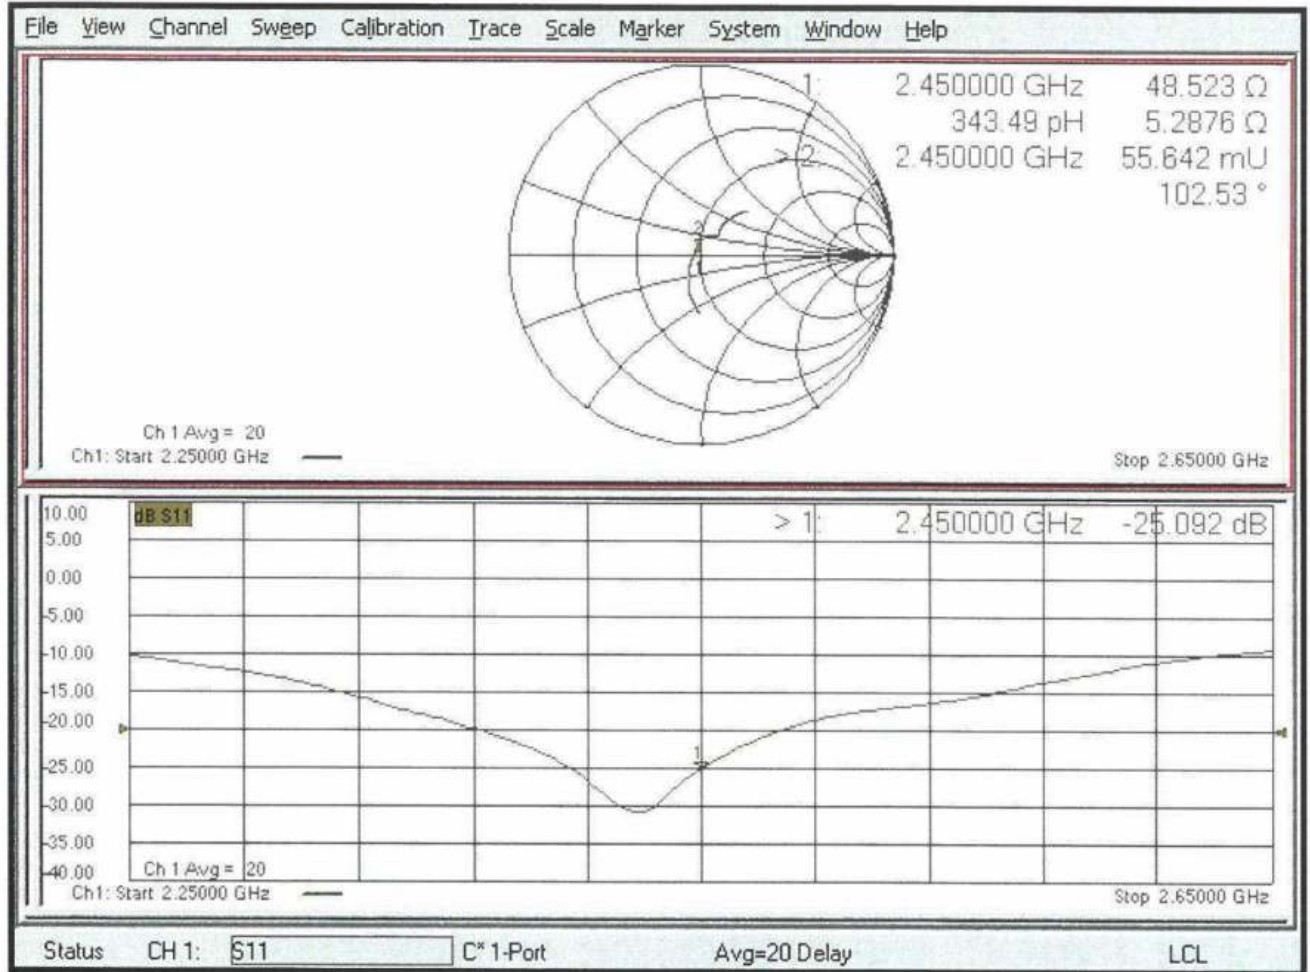 File View Channel Sweep Calibration Trace Scale Marker System Window Help
1: 2.450000 GHz 48.523 Ω
343.49 pH 5.2876 Ω
> 2: 2.450000 GHz 55.642 mU
102.53 °
2
1
Ch 1 Avg = 20
Ch1: Start 2.25000 GHz
Stop 2.65000 GHz
10.00
dB S11
> 1: 2.450000 GHz -25.092 dB
5.00
0.00
-5.00
-10.00
-15.00
-20.00
-25.00
1
-30.00
-35.00
-40.00
Ch 1 Avg = 20
Ch1: Start 2.25000 GHz
Stop 2.65000 GHz
Status CH 1: S11 C* 1-Port Avg=20 Delay LCL